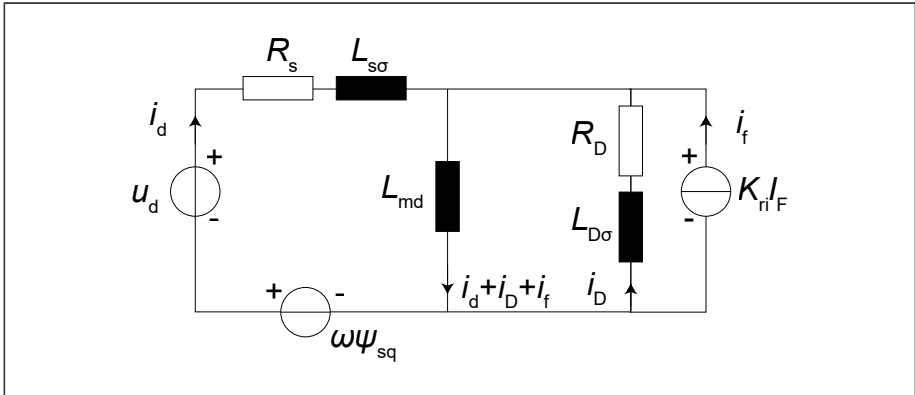 R_s L_sσ
i_d
+
u_d
-
L_md
R_D
L_Dσ
i_f
+
K_ri I_F
-
+ -
ωψ_sq
i_d+i_D+i_f
i_D